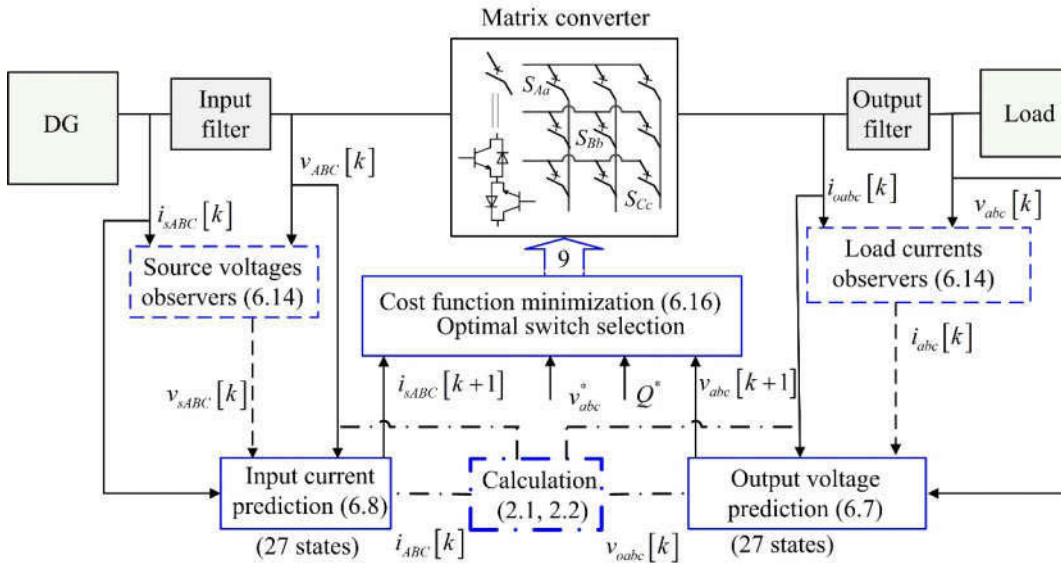 Matrix converter
DG
Input
filter
S_Aa
S_Bb
S_Cc
Output
filter
Load
v_ABC[k]
i_sABC[k]
i_oabc[k]
v_abc[k]
Source voltages
observers (6.14)
9
Load currents
observers (6.14)
Cost function minimization (6.16)
Optimal switch selection
v_sABC[k]
i_sABC[k+1]
v*_abc
Q*
v_abc[k+1]
i_abc[k]
Input current
prediction (6.8)
Calculation
(2.1, 2.2)
Output voltage
prediction (6.7)
(27 states)
i_ABC[k]
v_oabc[k]
(27 states)